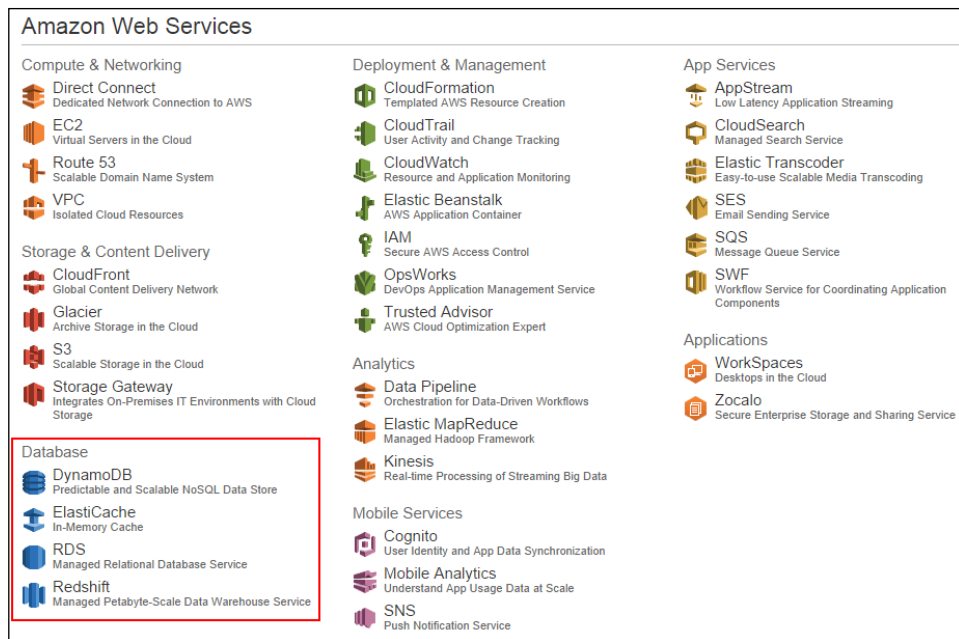 Amazon Web Services
Compute & Networking
Direct Connect
Dedicated Network Connection to AWS
EC2
Virtual Servers in the Cloud
Route 53
Scalable Domain Name System
VPC
Isolated Cloud Resources
Storage & Content Delivery
CloudFront
Global Content Delivery Network
Glacier
Archive Storage in the Cloud
S3
Scalable Storage in the Cloud
Storage Gateway
Integrates On-Premises IT Environments with Cloud
Storage
Database
DynamoDB
Predictable and Scalable NoSQL Data Store
ElastiCache
In-Memory Cache
RDS
Managed Relational Database Service
Redshift
Managed Petabyte-Scale Data Warehouse Service
Deployment & Management
CloudFormation
Templated AWS Resource Creation
CloudTrail
User Activity and Change Tracking
CloudWatch
Resource and Application Monitoring
Elastic Beanstalk
AWS Application Container
IAM
Secure AWS Access Control
OpsWorks
DevOps Application Management Service
Trusted Advisor
AWS Cloud Optimization Expert
Analytics
Data Pipeline
Orchestration for Data-Driven Workflows
Elastic MapReduce
Managed Hadoop Framework
Kinesis
Real-time Processing of Streaming Big Data
Mobile Services
Cognito
User Identity and App Data Synchronization
Mobile Analytics
Understand App Usage Data at Scale
SNS
Push Notification Service
App Services
AppStream
Low Latency Application Streaming
CloudSearch
Managed Search Service
Elastic Transcoder
Easy-to-use Scalable Media Transcoding
SES
Email Sending Service
SQS
Message Queue Service
SWF
Workflow Service for Coordinating Application
Components
Applications
WorkSpaces
Desktops in the Cloud
Zocalo
Secure Enterprise Storage and Sharing Service